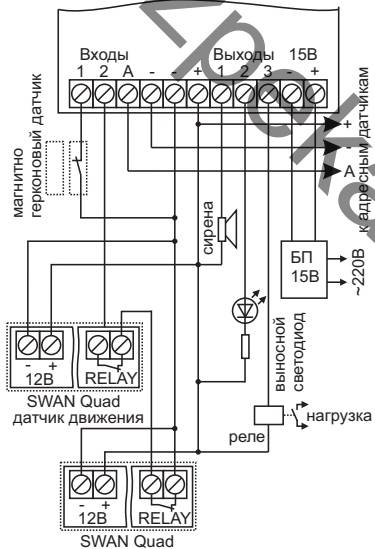 Входы Выходы 15В
1 2 А - - + 1 2 3 - +
+
-
А
к адресным датчикам
магнито
герконовый датчик
сирена
БП
15В
~220В
выносной
светодиод
- +
12В
RELAY
SWAN Quad
датчик движения
нагрузка
реле
- +
12В
RELAY
SWAN Quad